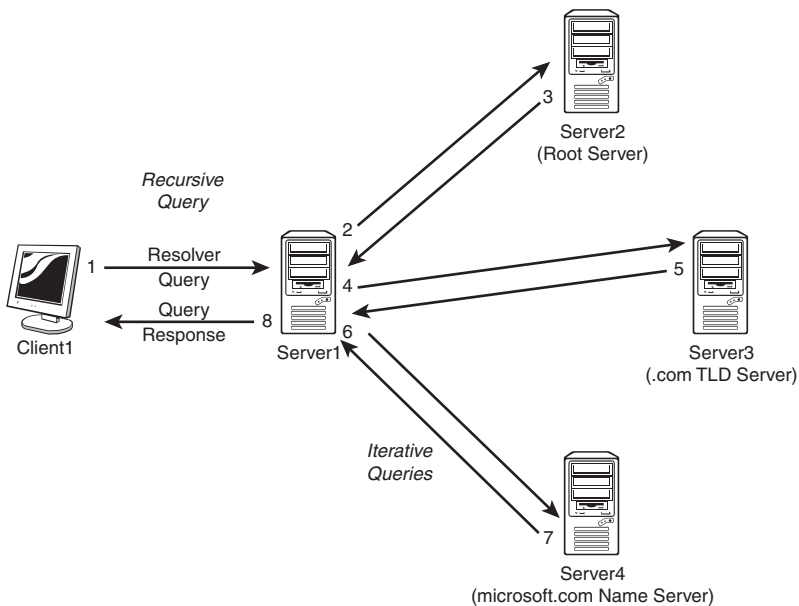 3
Server2
(Root Server)
Recursive
Query
2
1
Resolver
Query
4
5
Query
Response
8
6
Client1
Server1
Server3
(.com TLD Server)
Iterative
Queries
7
Server4
(microsoft.com Name Server)